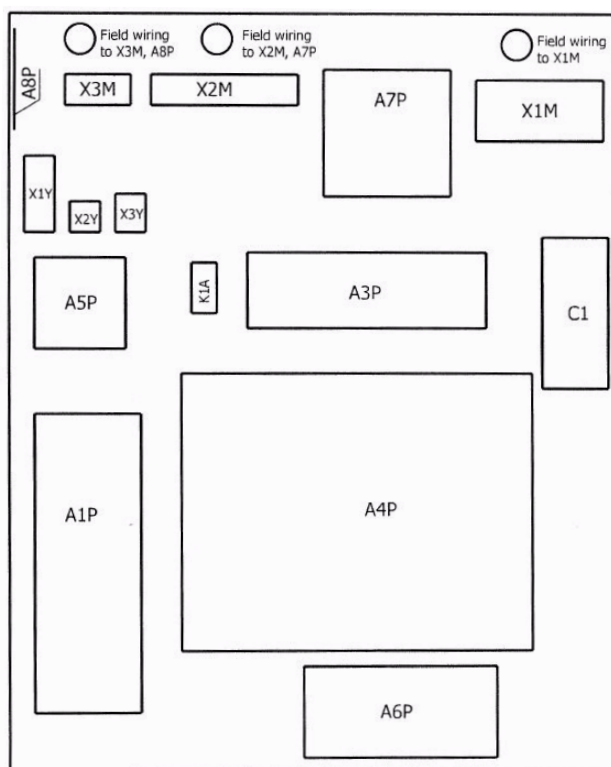 Field wiring
to X3M, A8P
Field wiring
to X2M, A7P
Field wiring
to X1M
A8P
X3M
X2M
A7P
X1M
X1Y
X2Y
X3Y
A5P
K1A
A3P
C1
A1P
A4P
A6P